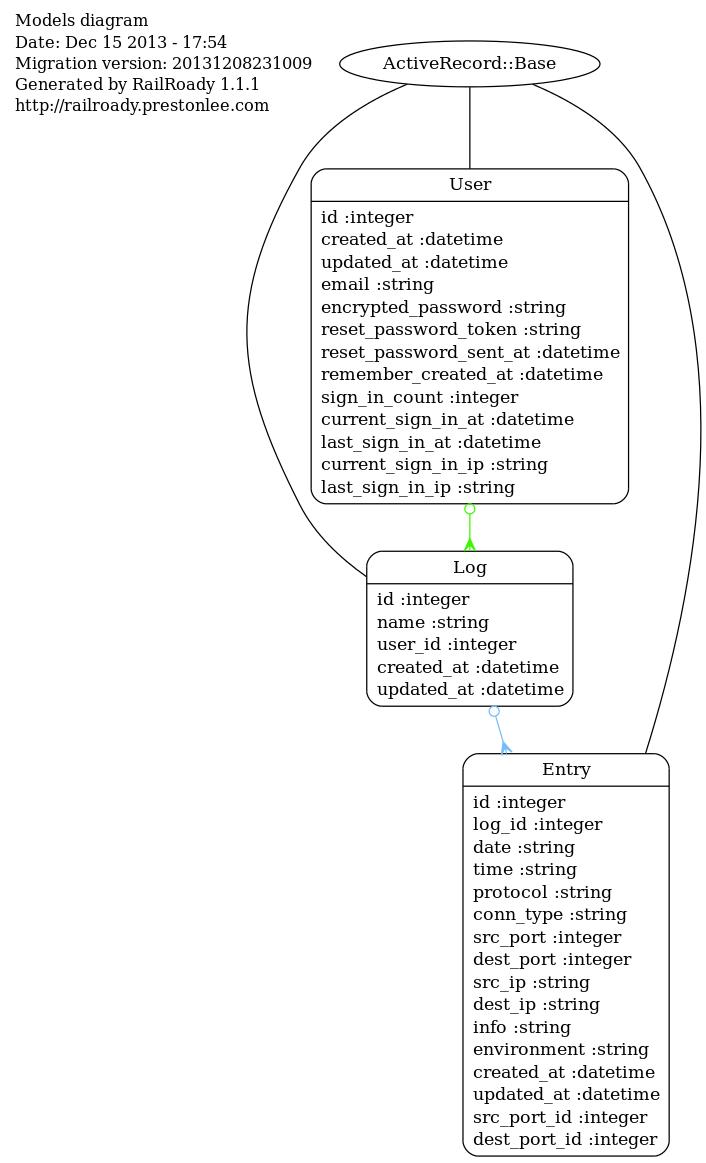 Models diagram
Date: Dec 15 2013 - 17:54
Migration version: 20131208231009
Generated by RailRoady 1.1.1
http://railroady.prestonlee.com
ActiveRecord::Base
User
id :integer
created_at :datetime
updated_at :datetime
email :string
encrypted_password :string
reset_password_token :string
reset_password_sent_at :datetime
remember_created_at :datetime
sign_in_count :integer
current_sign_in_at :datetime
last_sign_in_at :datetime
current_sign_in_ip :string
last_sign_in_ip :string
Log
id :integer
name :string
user_id :integer
created_at :datetime
updated_at :datetime
Entry
id :integer
log_id :integer
date :string
time :string
protocol :string
conn_type :string
src_port :integer
dest_port :integer
src_ip :string
dest_ip :string
info :string
environment :string
created_at :datetime
updated_at :datetime
src_port_id :integer
dest_port_id :integer